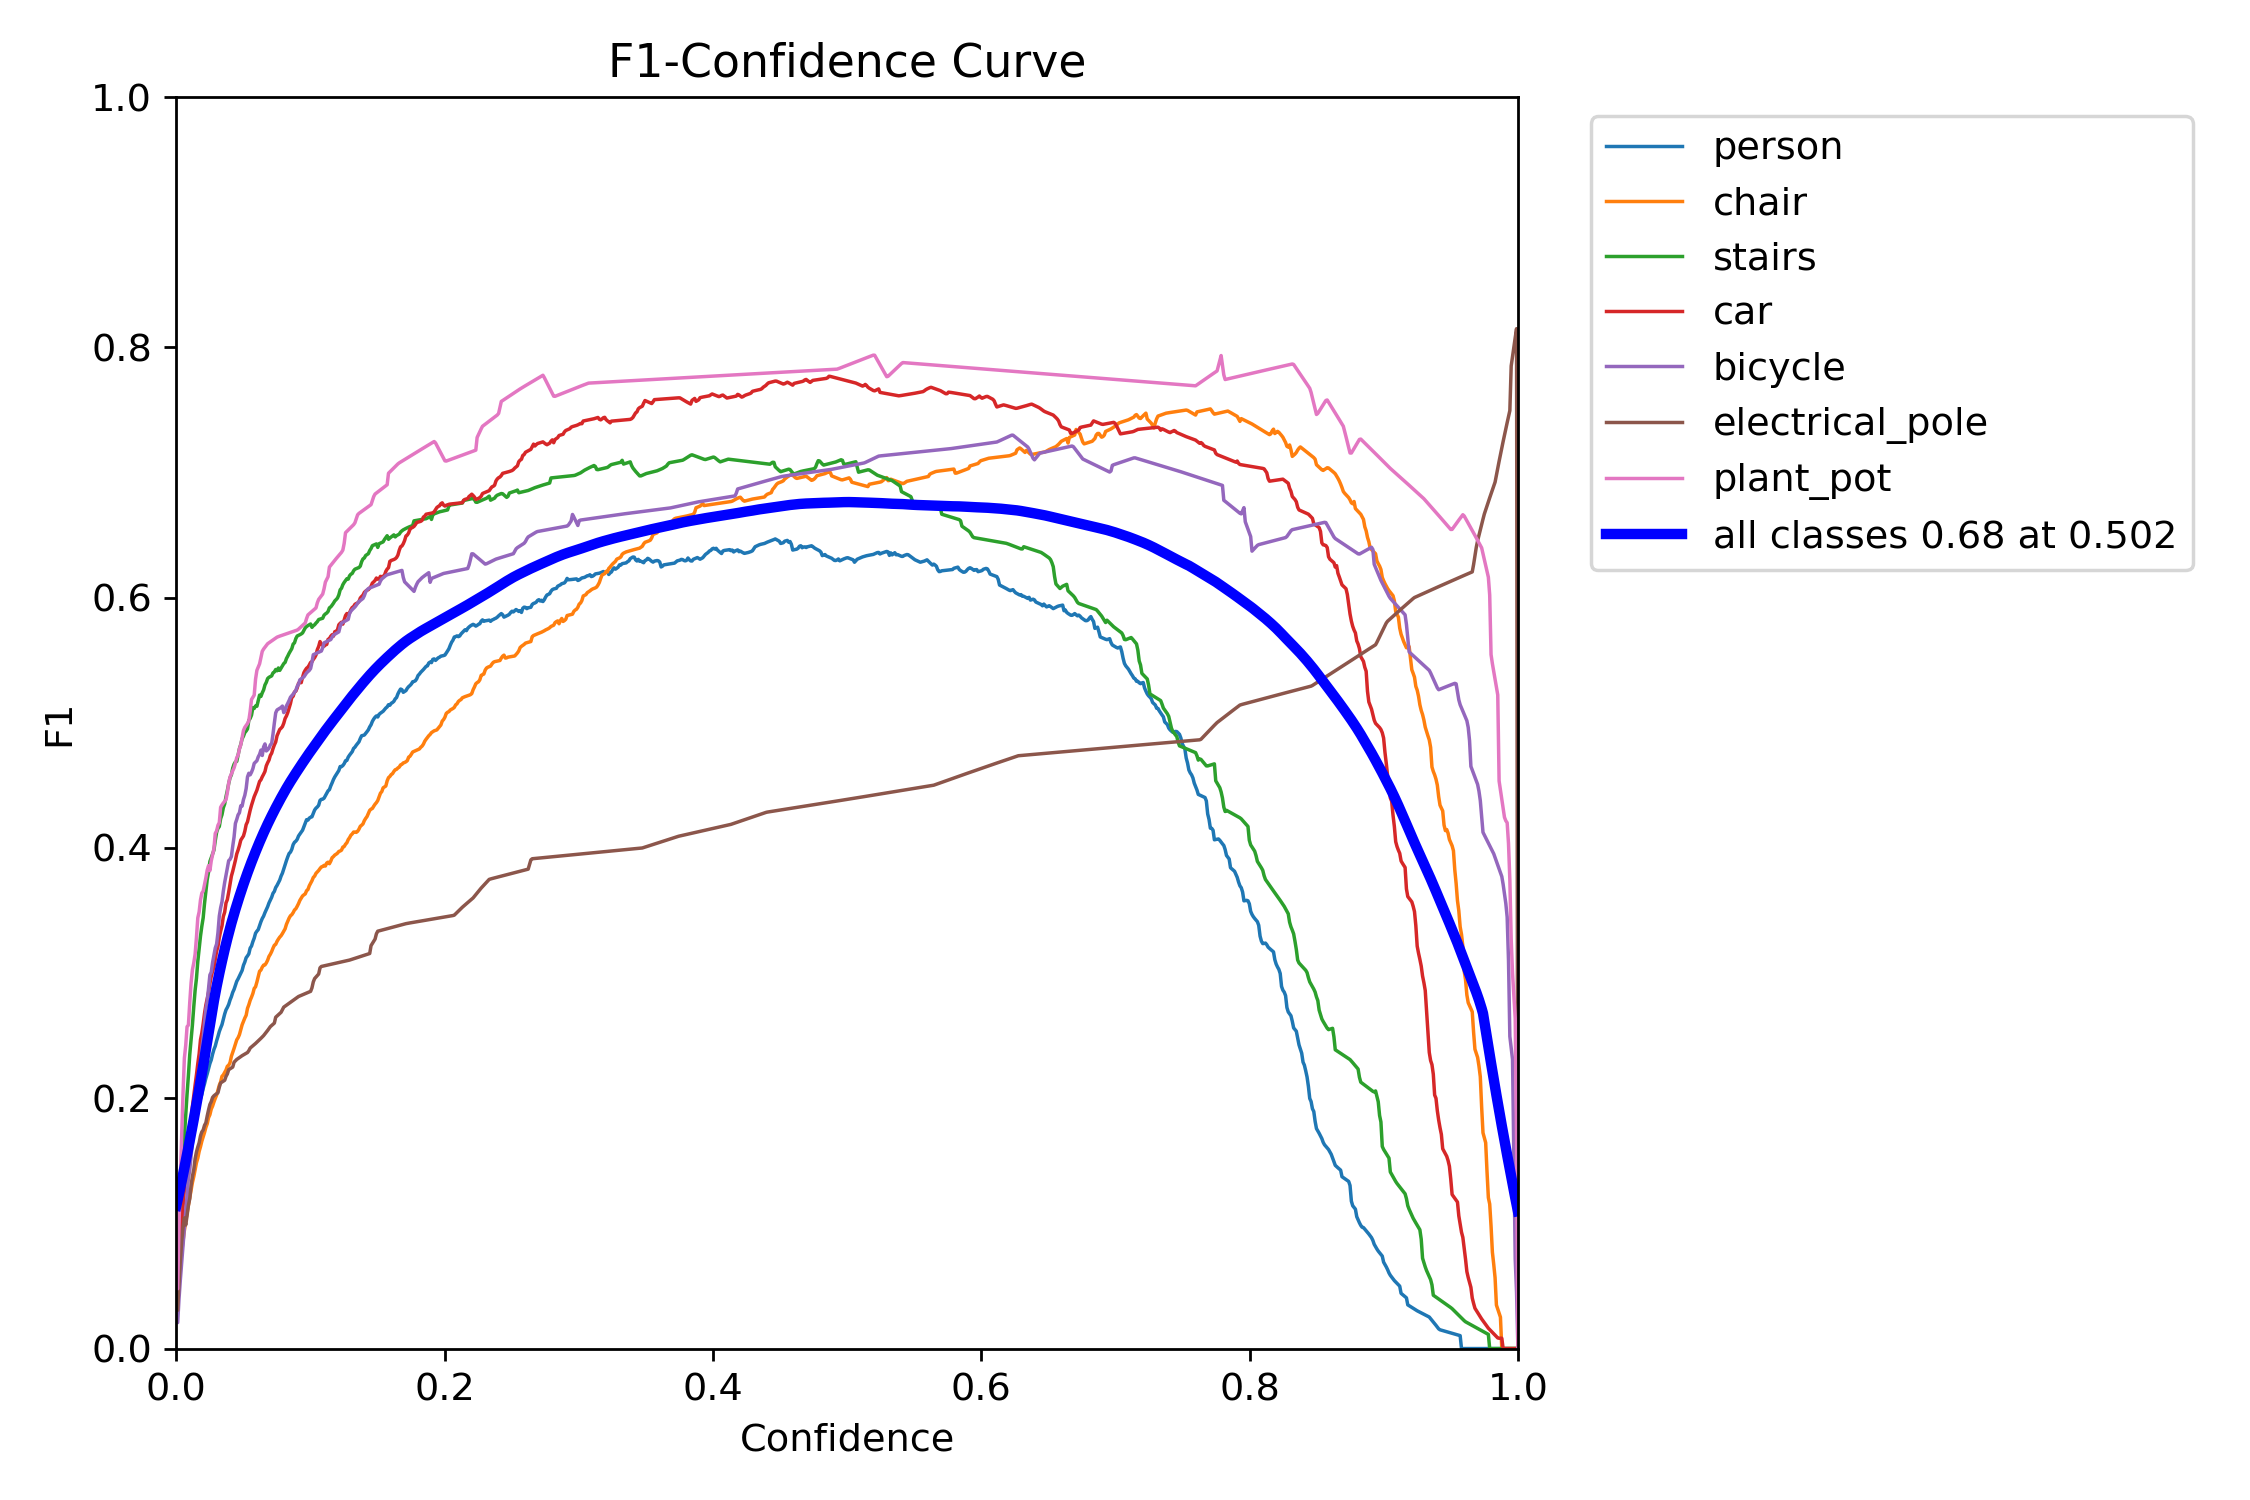 F1-Confidence Curve
1.0
0.8
0.6
0.4
0.2
0.0
F1
0.0 0.2 0.4 0.6 0.8 1.0
Confidence
person
chair
stairs
car
bicycle
electrical_pole
plant_pot
all classes 0.68 at 0.502